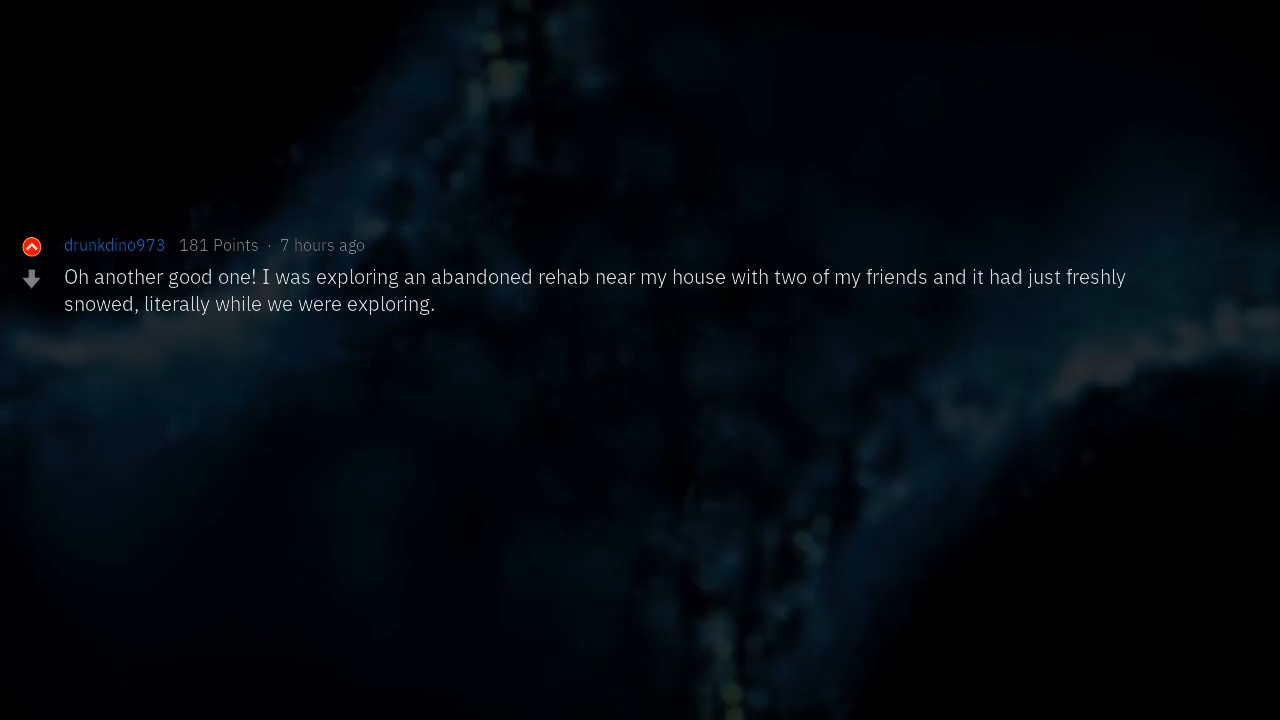 drunkdino973 181 Points · 7 hours ago
Oh another good one! I was exploring an abandoned rehab near my house with two of my friends and it had just freshly
snowed, literally while we were exploring.